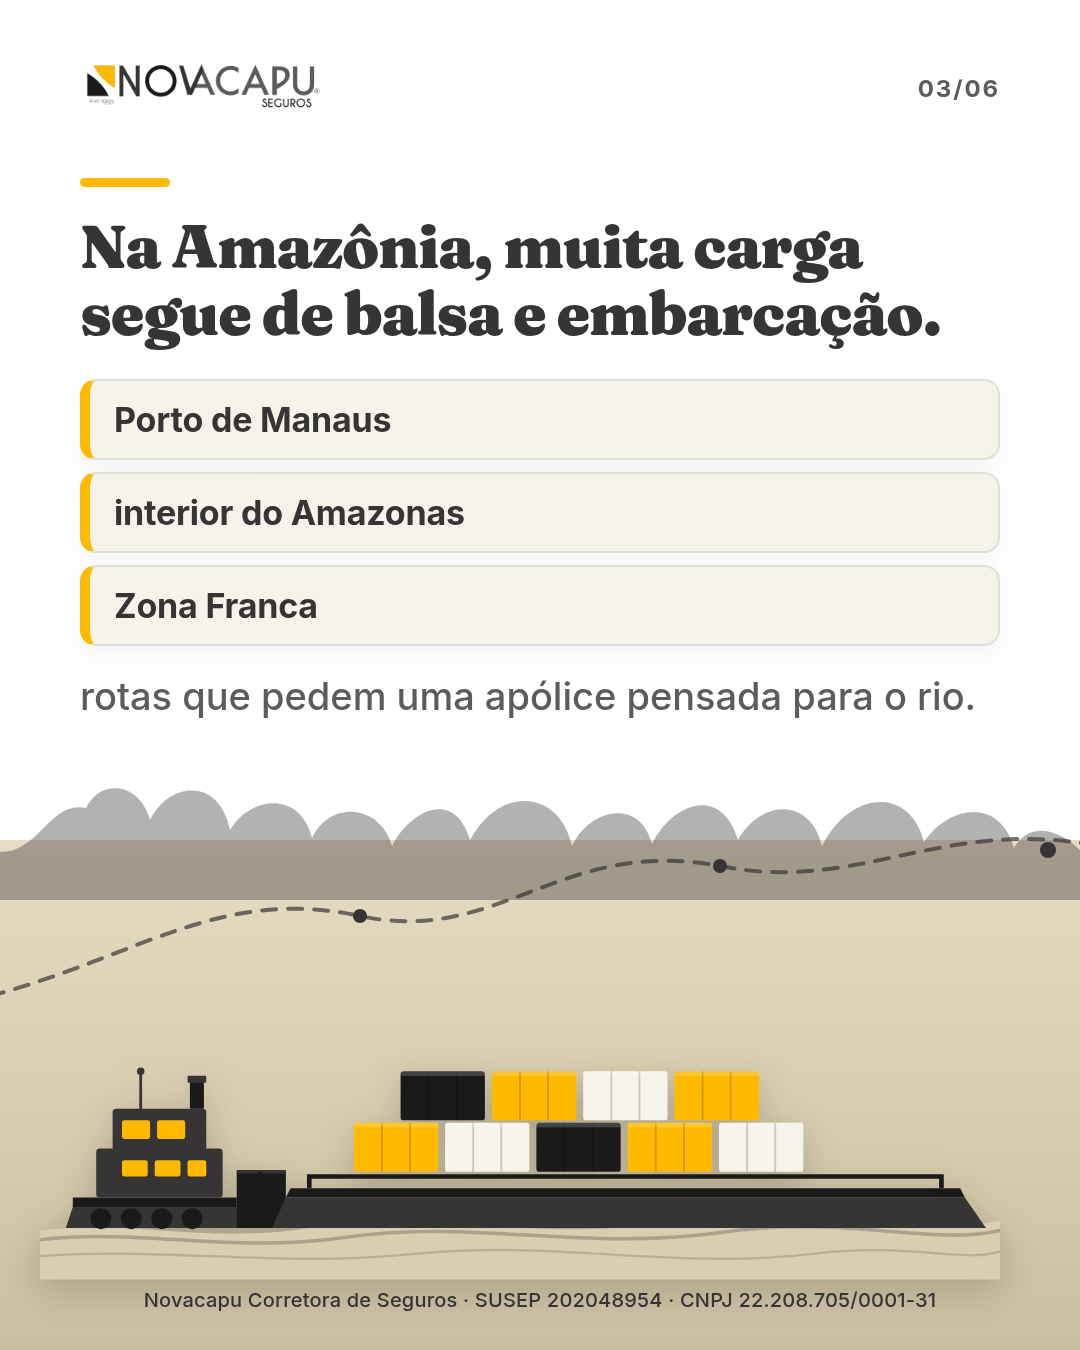 NOVACAPU®
SEGUROS
03/06
Na Amazônia, muita carga
segue de balsa e embarcação.
Porto de Manaus
interior do Amazonas
Zona Franca
rotas que pedem uma apólice pensada para o rio.
Novacapu Corretora de Seguros · SUSEP 202048954 · CNPJ 22.208.705/0001-31